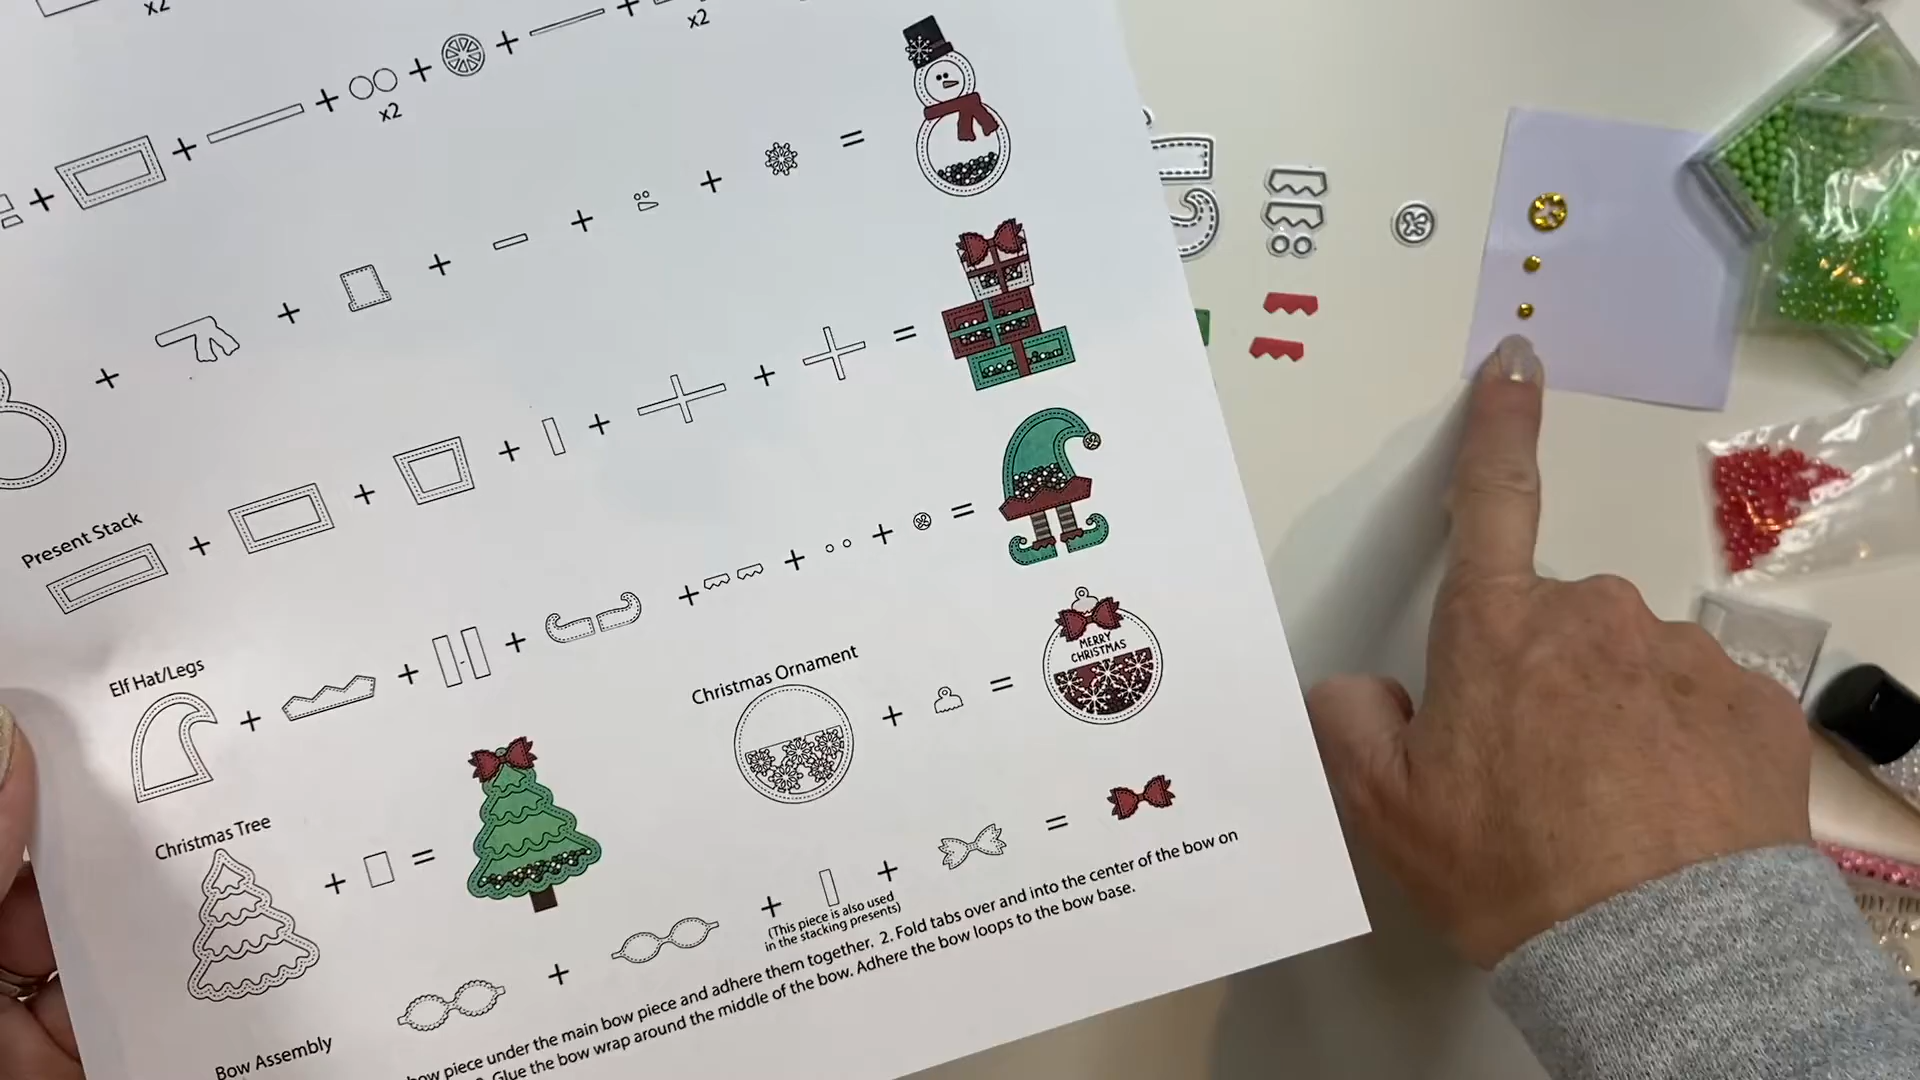 x2
x2
x2
Present Stack
Elf Hat/Legs
Christmas Ornament
MERRY
CHRISTMAS
Christmas Tree
(This piece is also used
in the stacking presents)
Bow Assembly
bow piece under the main bow piece and adhere them together. 2. Fold tabs over and into the center of the bow on
Glue the bow wrap around the middle of the bow. Adhere the bow loops to the bow base.